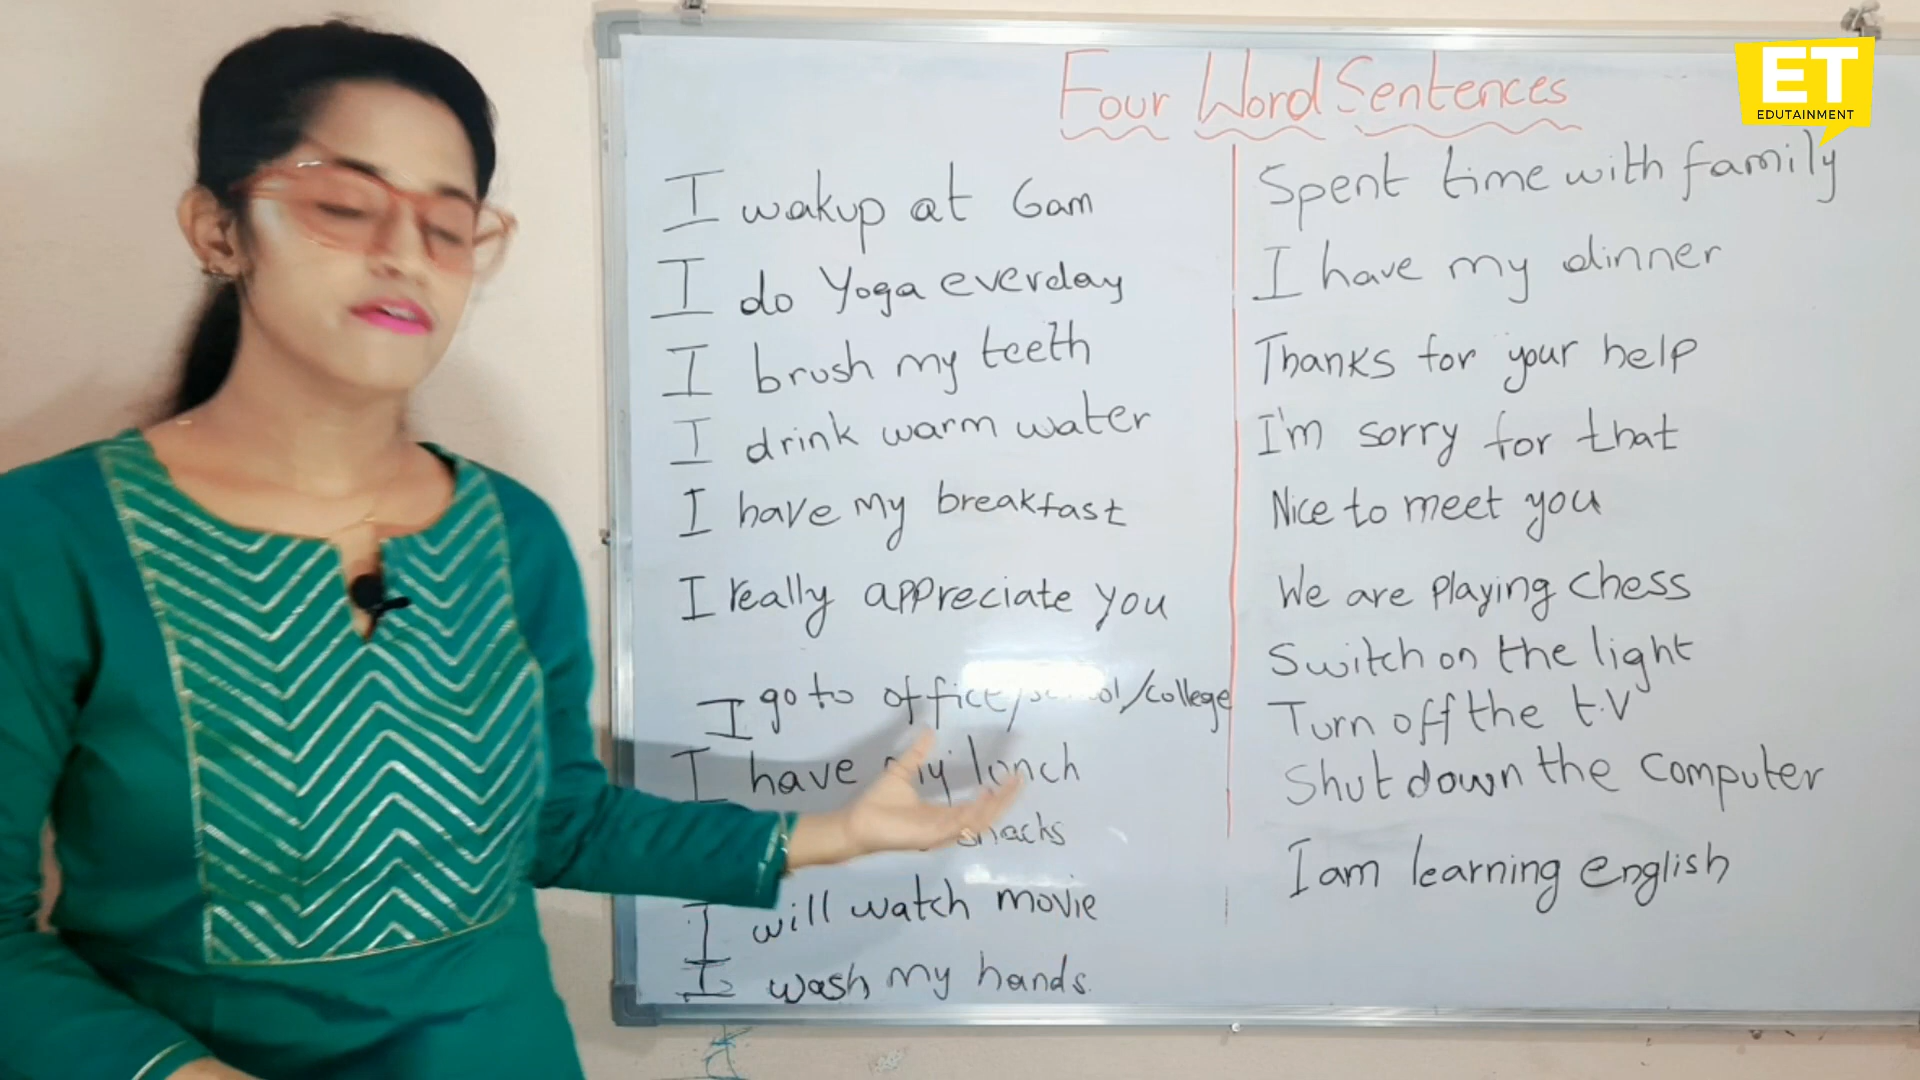 Four Word Sentences
ET
EDUTAINMENT
I wakup at 6am
I do Yoga everday
I brush my teeth
I drink warm water
I have my breakfast
I really appreciate you
I go to office/ /college
I have my lunch
snacks
I will watch movie
I wash my hands.
Spent time with family
I have my dinner
Thanks for your help
I'm sorry for that
Nice to meet you
We are playing chess
Switch on the light
Turn off the t.v
Shut down the computer
I am learning english